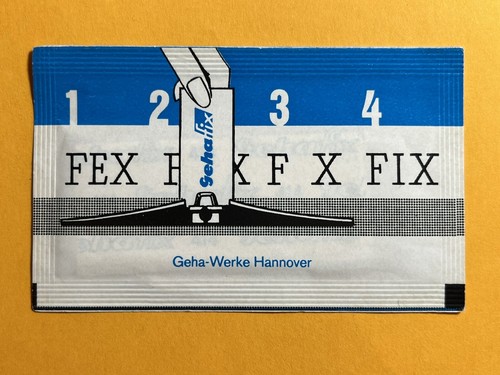 1 2 3 4
FEX F X F X FIX
Gehafix
Geha-Werke Hannover